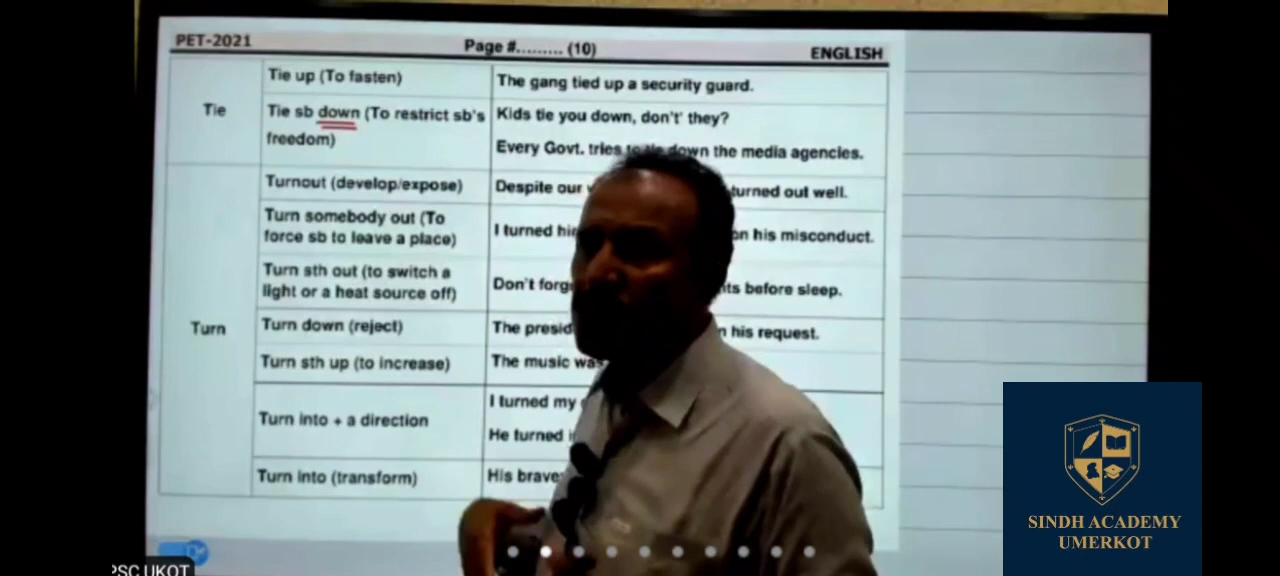 PET-2021 Page #......... (10) ENGLISH
Tie
Tie up (To fasten)
The gang tied up a security guard.
Tie sb down (To restrict sb's
freedom)
Kids tie you down, don't' they?
Every Govt. tries down the media agencies.
Turn
Turnout (develop/expose)
Despite our turned out well.
Turn somebody out (To
force sb to leave a place)
I turned on his misconduct.
Turn sth out (to switch a
light or a heat source off)
Don't before sleep.
Turn down (reject)
The his request.
Turn sth up (to increase)
The music was
Turn into + a direction
I turned my
He turned
Turn into (transform)
His
SINDH ACADEMY
UMERKOT
PSC UKOT